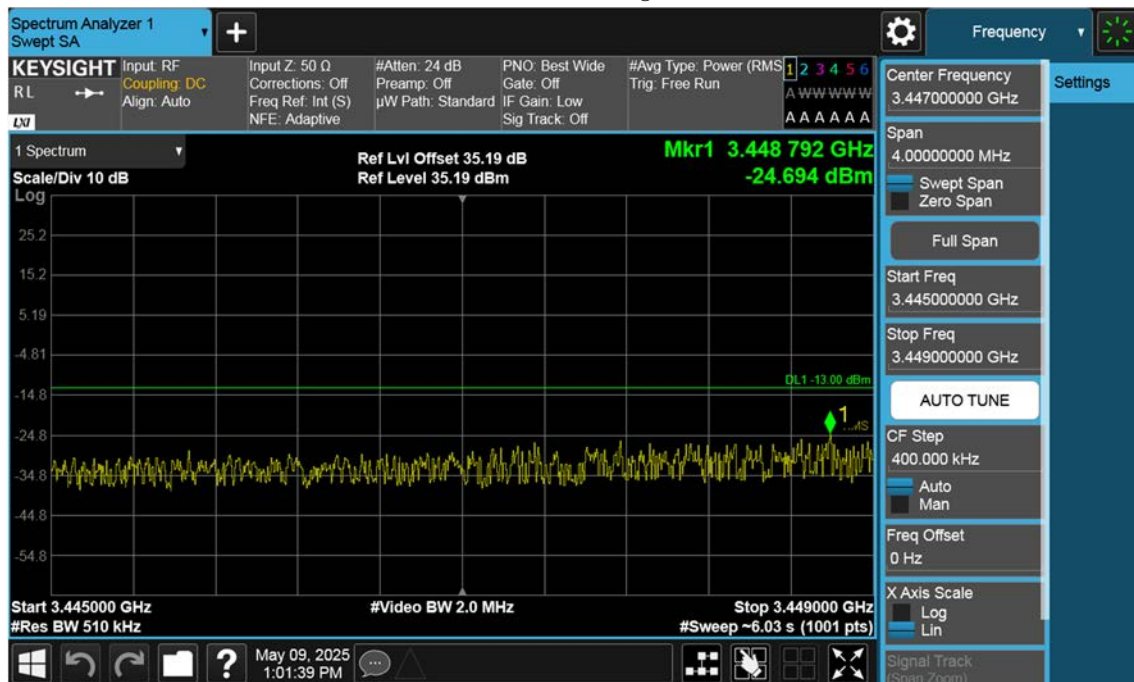 Spectrum Analyzer 1
Swept SA
+
Frequency
KEYSIGHT
RL
LXI
Input: RF
Coupling: DC
Align: Auto
Input Z: 50 Ω
Corrections: Off
Freq Ref: Int (S)
NFE: Adaptive
#Atten: 24 dB
Preamp: Off
µW Path: Standard
PNO: Best Wide
Gate: Off
IF Gain: Low
Sig Track: Off
#Avg Type: Power (RMS
Trig: Free Run
1 2 3 4 5 6
A W W W W W
A A A A A A
1 Spectrum
Scale/Div 10 dB
Ref Lvl Offset 35.19 dB
Ref Level 35.19 dBm
Mkr1 3.448 792 GHz
-24.694 dBm
Log
25.2
15.2
5.19
-4.81
-14.8
-24.8
-34.8
-44.8
-54.8
DL1 -13.00 dBm
1
Start 3.445000 GHz
#Res BW 510 kHz
#Video BW 2.0 MHz
Stop 3.449000 GHz
#Sweep ~6.03 s (1001 pts)
Center Frequency
3.447000000 GHz
Span
4.00000000 MHz
Swept Span
Zero Span
Full Span
Start Freq
3.445000000 GHz
Stop Freq
3.449000000 GHz
AUTO TUNE
CF Step
400.000 kHz
Auto
Man
Freq Offset
0 Hz
X Axis Scale
Log
Lin
Signal Track
(Span Zoom)
Settings
?
May 09, 2025
1:01:39 PM